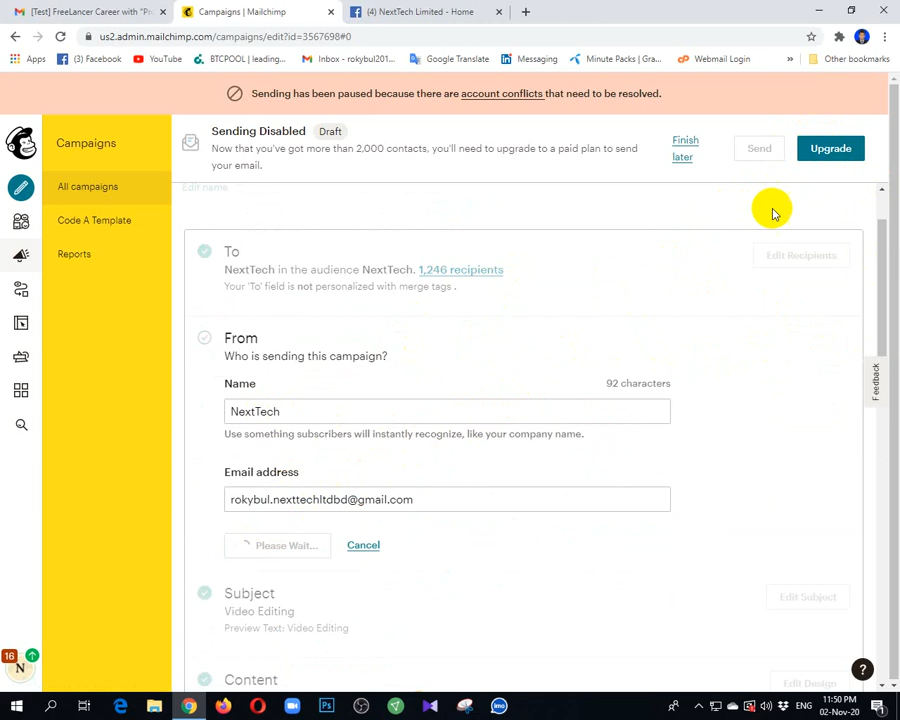 [Test] FreeLancer Career with "Pr
Campaigns | Mailchimp
(4) NextTech Limited - Home
us2.admin.mailchimp.com/campaigns/edit?id=3567698#0
Apps
(3) Facebook
YouTube
BTCPOOL | leading...
Inbox - rokybul201...
Google Translate
Messaging
Minute Packs | Gra...
Webmail Login
»
Other bookmarks
Sending has been paused because there are account conflicts that need to be resolved.
Campaigns
All campaigns
Code A Template
Reports
Sending Disabled
Draft
Now that you've got more than 2,000 contacts, you'll need to upgrade to a paid plan to send
your email.
Finish
later
Send
Upgrade
Edit name
To
NextTech in the audience NextTech. 1,246 recipients
Your 'To' field is not personalized with merge tags .
Edit Recipients
From
Who is sending this campaign?
Name
92 characters
NextTech
Use something subscribers will instantly recognize, like your company name.
Email address
rokybul.nexttechltdbd@gmail.com
Please Wait...
Cancel
Subject
Video Editing
Preview Text: Video Editing
Edit Subject
Content
Edit Design
Feedback
?
16
N
Ps
imo
ENG
11:50 PM
02-Nov-20
1